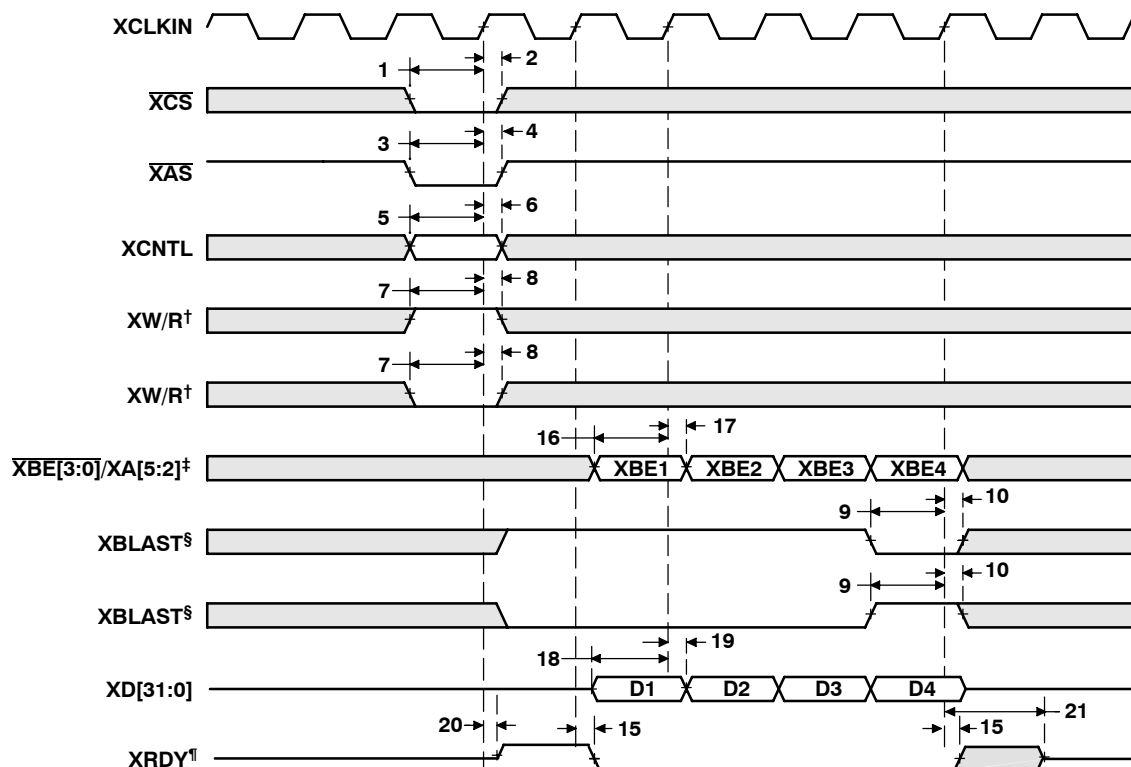 XCLKIN
1
2
XCS
3
4
XAS
5
6
XCNTL
7
8
XW/R†
7
8
XW/R†
16
17
XBE[3:0]/XA[5:2]‡
XBE1
XBE2
XBE3
XBE4
9
10
XBLAST§
9
10
XBLAST§
18
19
XD[31:0]
D1
D2
D3
D4
20
15
15
21
XRDY¶